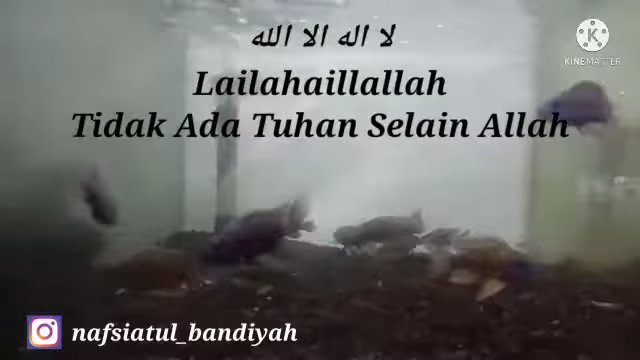 لا اله الا الله
Lailahaillallah
Tidak Ada Tuhan Selain Allah
K
KINEMASTER
nafsiatul_bandiyah